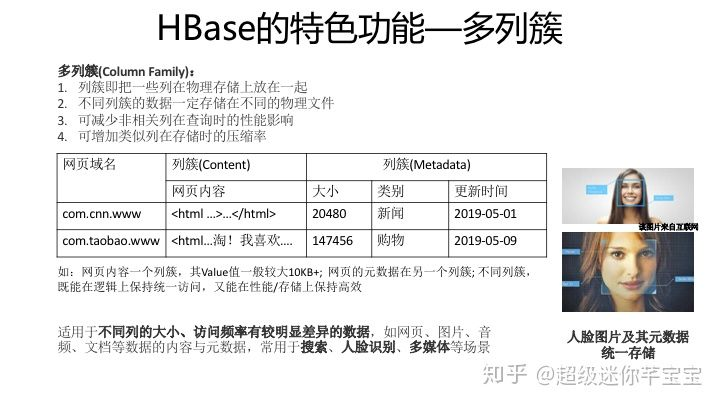 HBase的特色功能—多列簇
多列簇(Column Family)：
1. 列簇即把一些列在物理存储上放在一起
2. 不同列簇的数据一定存储在不同的物理文件
3. 可减少非相关列在查询时的性能影响
4. 可增加类似列在存储时的压缩率
网页域名 列簇(Content) 列簇(Metadata)
网页内容 大小 类别 更新时间
com.cnn.www <html …>…</html> 20480 新闻 2019-05-01
com.taobao.www <html…淘！我喜欢…. 147456 购物 2019-05-09
该图片来自互联网
如：网页内容一个列簇，其Value值一般较大10KB+; 网页的元数据在另一个列簇; 不同列簇，
既能在逻辑上保持统一访问，又能在性能/存储上保持高效
适用于不同列的大小、访问频率有较明显差异的数据，如网页、图片、音
频、文档等数据的内容与元数据，常用于搜索、人脸识别、多媒体等场景
人脸图片及其元数据
统一存储
知乎 @超级迷你芊宝宝